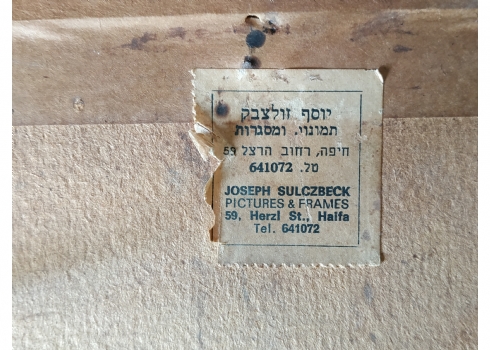 יוסף זולצבק
תמונוי. ומסגרות
חיפה, רחוב הרצל 59
טל. 641072
JOSEPH SULCZBECK
PICTURES & FRAMES
59, Herzl St., Haifa
Tel. 641072